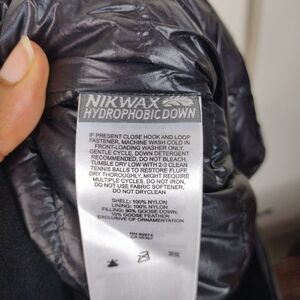 NIKWAX
HYDROPHOBIC DOWN
IF PRESENT CLOSE HOOK AND LOOP
FASTENER, MACHINE WASH COLD IN
FRONT-LOADING WASHER ONLY
GENTLE CYCLE, DOWN DETERGENT
RECOMMENDED, DO NOT BLEACH,
TUMBLE DRY LOW WITH 2-3 CLEAN
TENNIS BALLS TO RESTORE FLUFF
DRY THOROUGHLY, MIGHT REQUIRE
MULTIPLE CYCLES, DO NOT IRON,
DO NOT USE FABRIC SOFTENER,
DO NOT DRYCLEAN
SHELL: 100% NYLON
LINING: 100% NYLON
FILLING: 90% GOOSE DOWN,
10% GOOSE FEATHER
EXCLUSIVE OF ORNAMENTATION